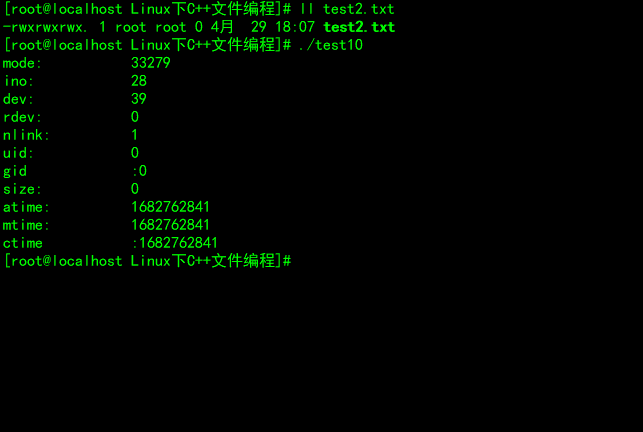 [root@localhost Linux下C++文件编程]# ll test2.txt
-rwxrwxrwx. 1 root root 0 4月  29 18:07 test2.txt
[root@localhost Linux下C++文件编程]# ./test10
mode:           33279
ino:            28
dev:            39
rdev:           0
nlink:          1
uid:            0
gid             :0
size:           0
atime:          1682762841
mtime:          1682762841
ctime           :1682762841
[root@localhost Linux下C++文件编程]#